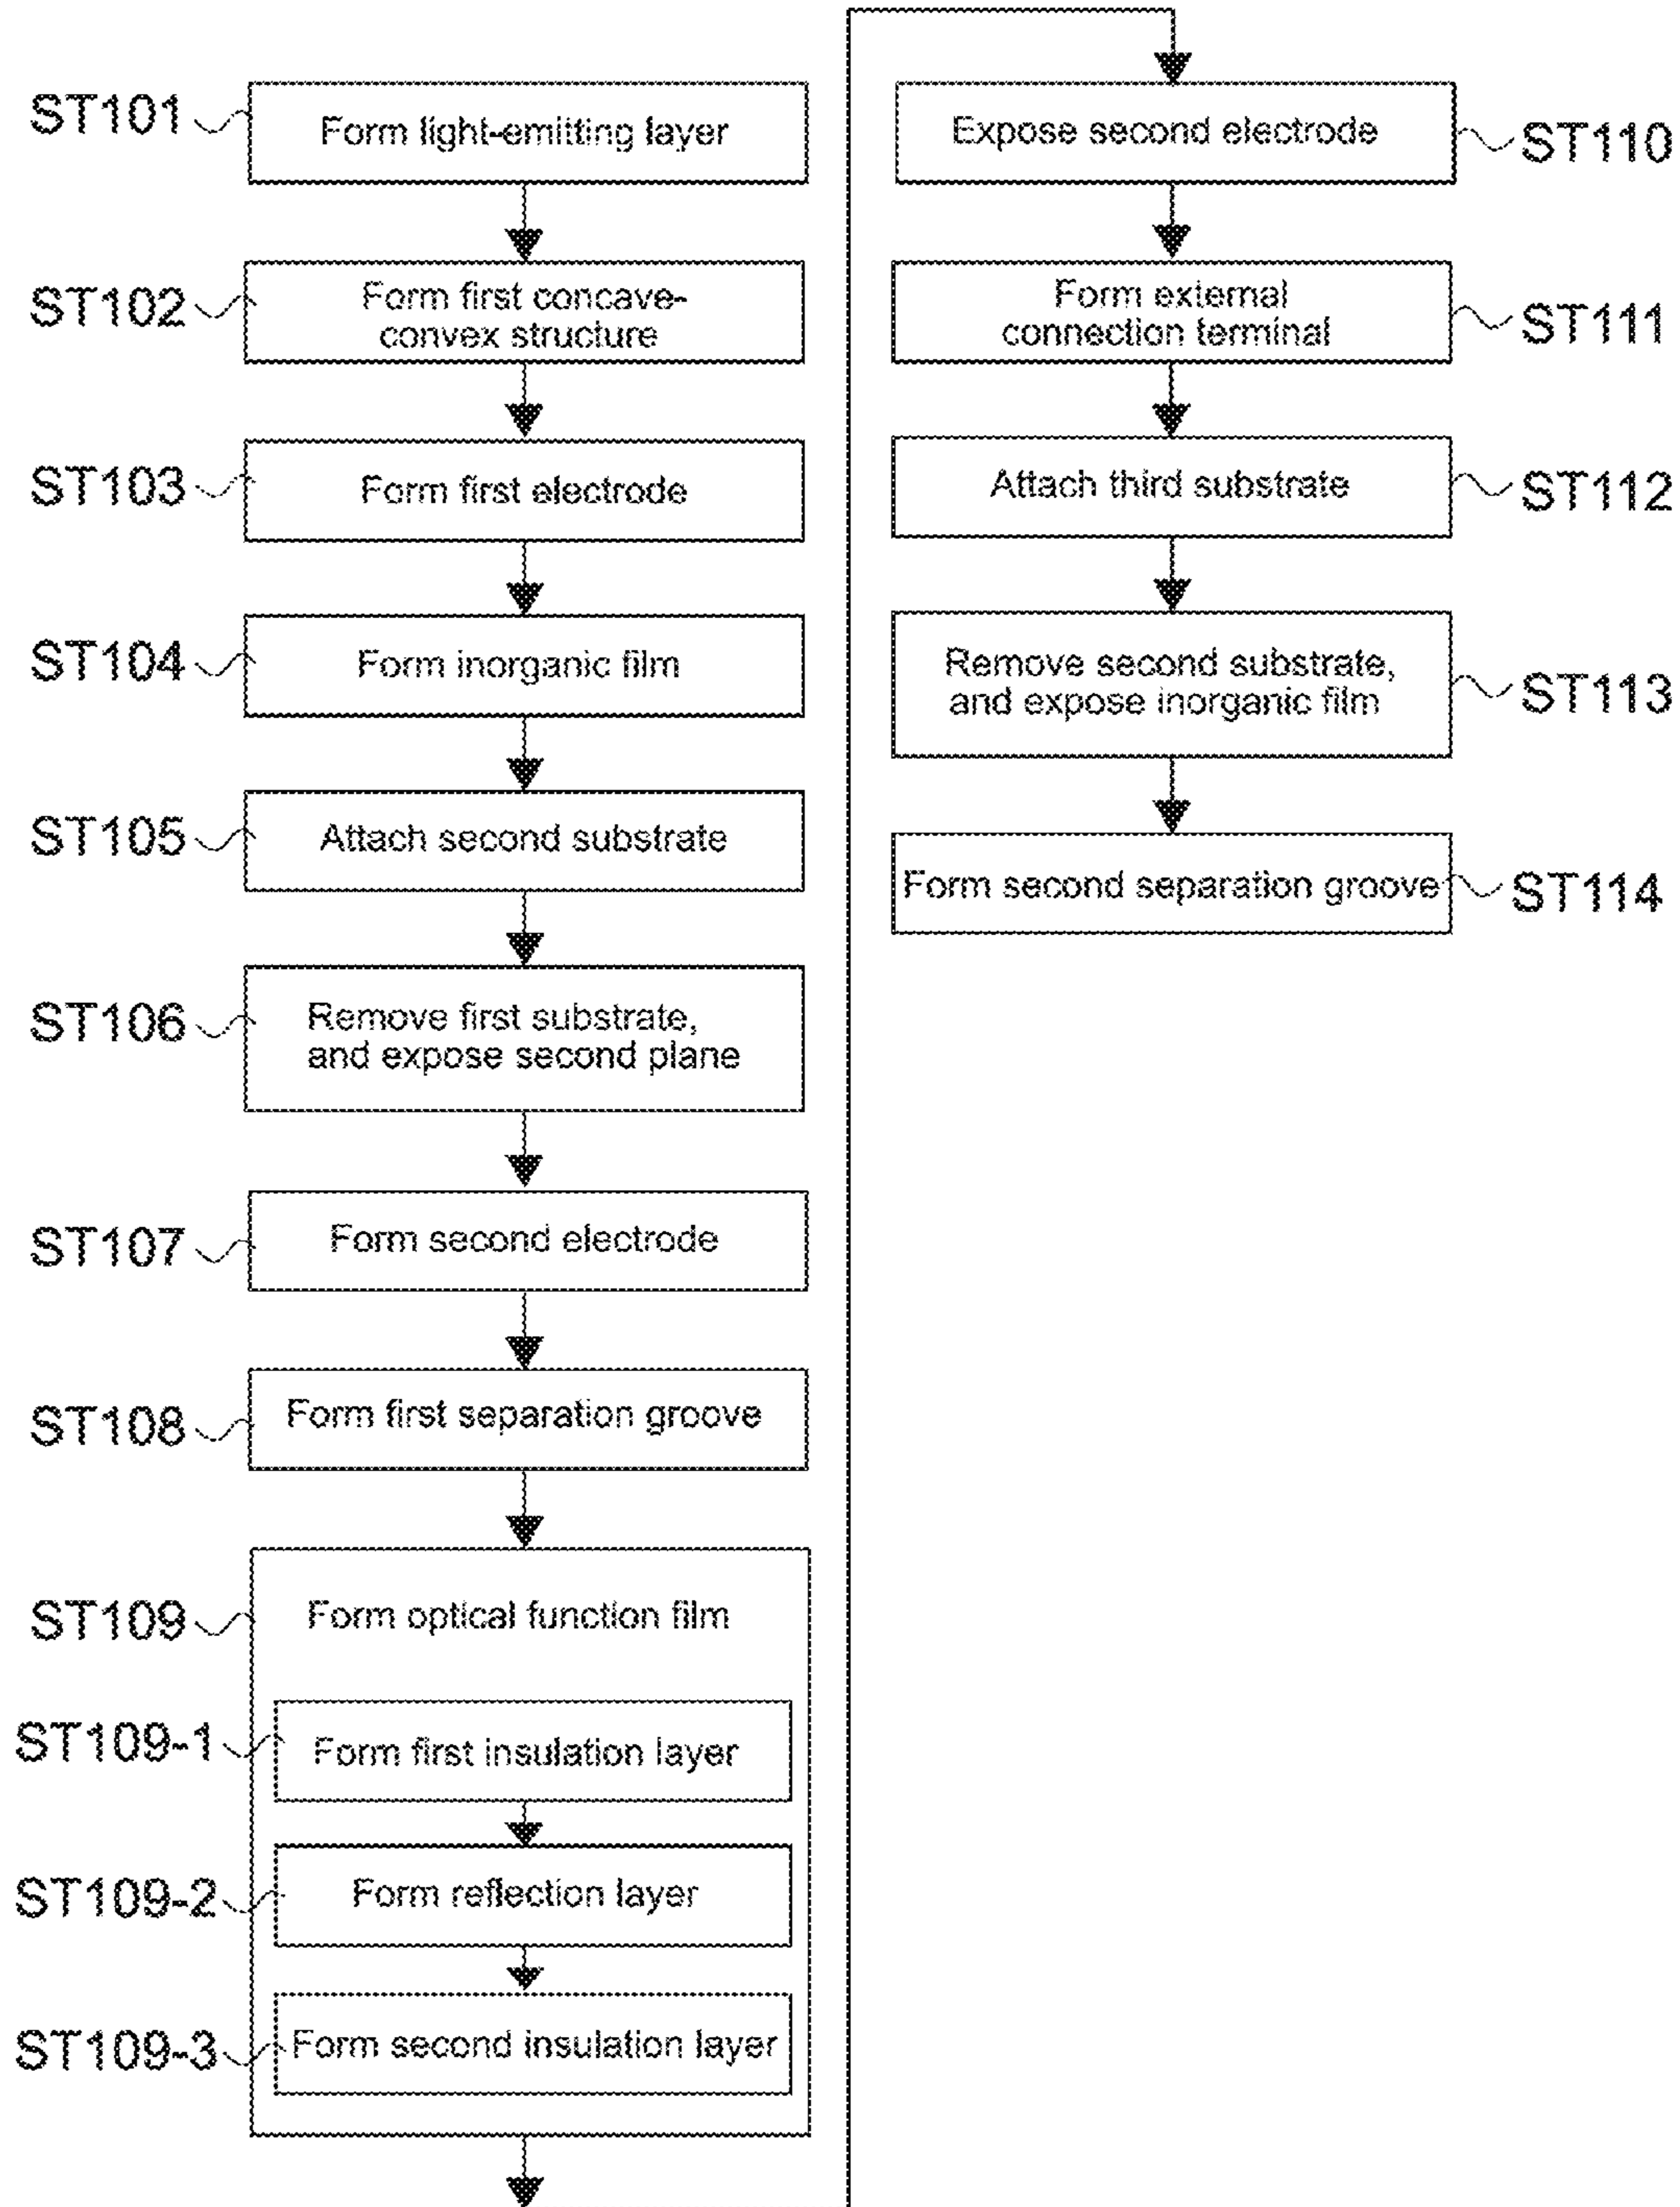 ST101
Form light-emitting layer
ST102
Form first concave-
convex structure
ST103
Form first electrode
ST104
Form inorganic film
ST105
Attach second substrate
ST106
Remove first substrate,
and expose second plane
ST107
Form second electrode
ST108
Form first separation groove
ST109
Form optical function film
ST109-1
Form first insulation layer
ST109-2
Form reflection layer
ST109-3
Form second insulation layer
Expose second electrode
ST110
Form external
connection terminal
ST111
Attach third substrate
ST112
Remove second substrate,
and expose inorganic film
ST113
Form second separation groove
ST114